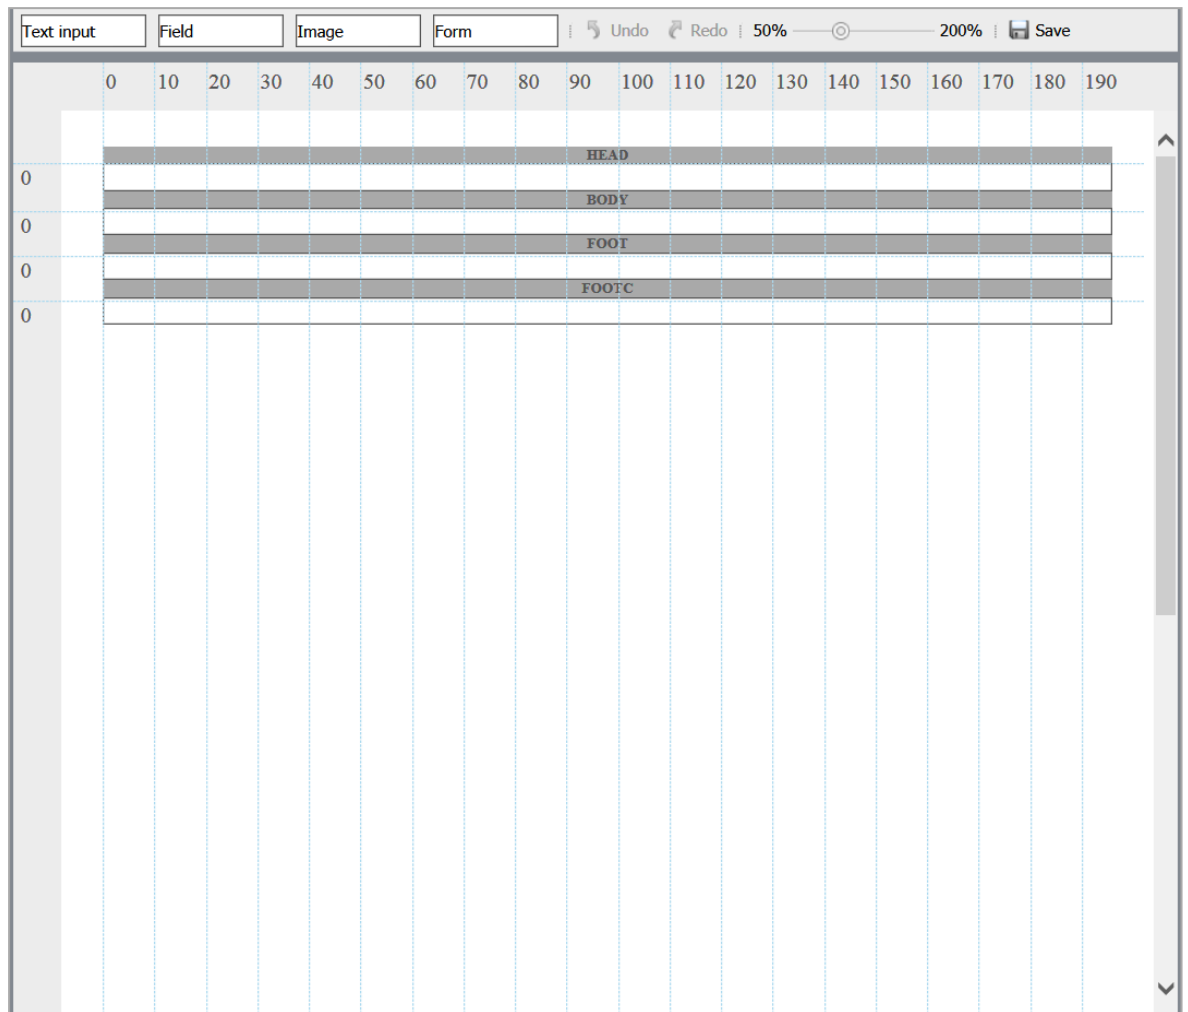 Text input Field Image Form Undo Redo 50% 200% Save
0 10 20 30 40 50 60 70 80 90 100 110 120 130 140 150 160 170 180 190
HEAD
0
BODY
0
FOOT
0
FOOTC
0